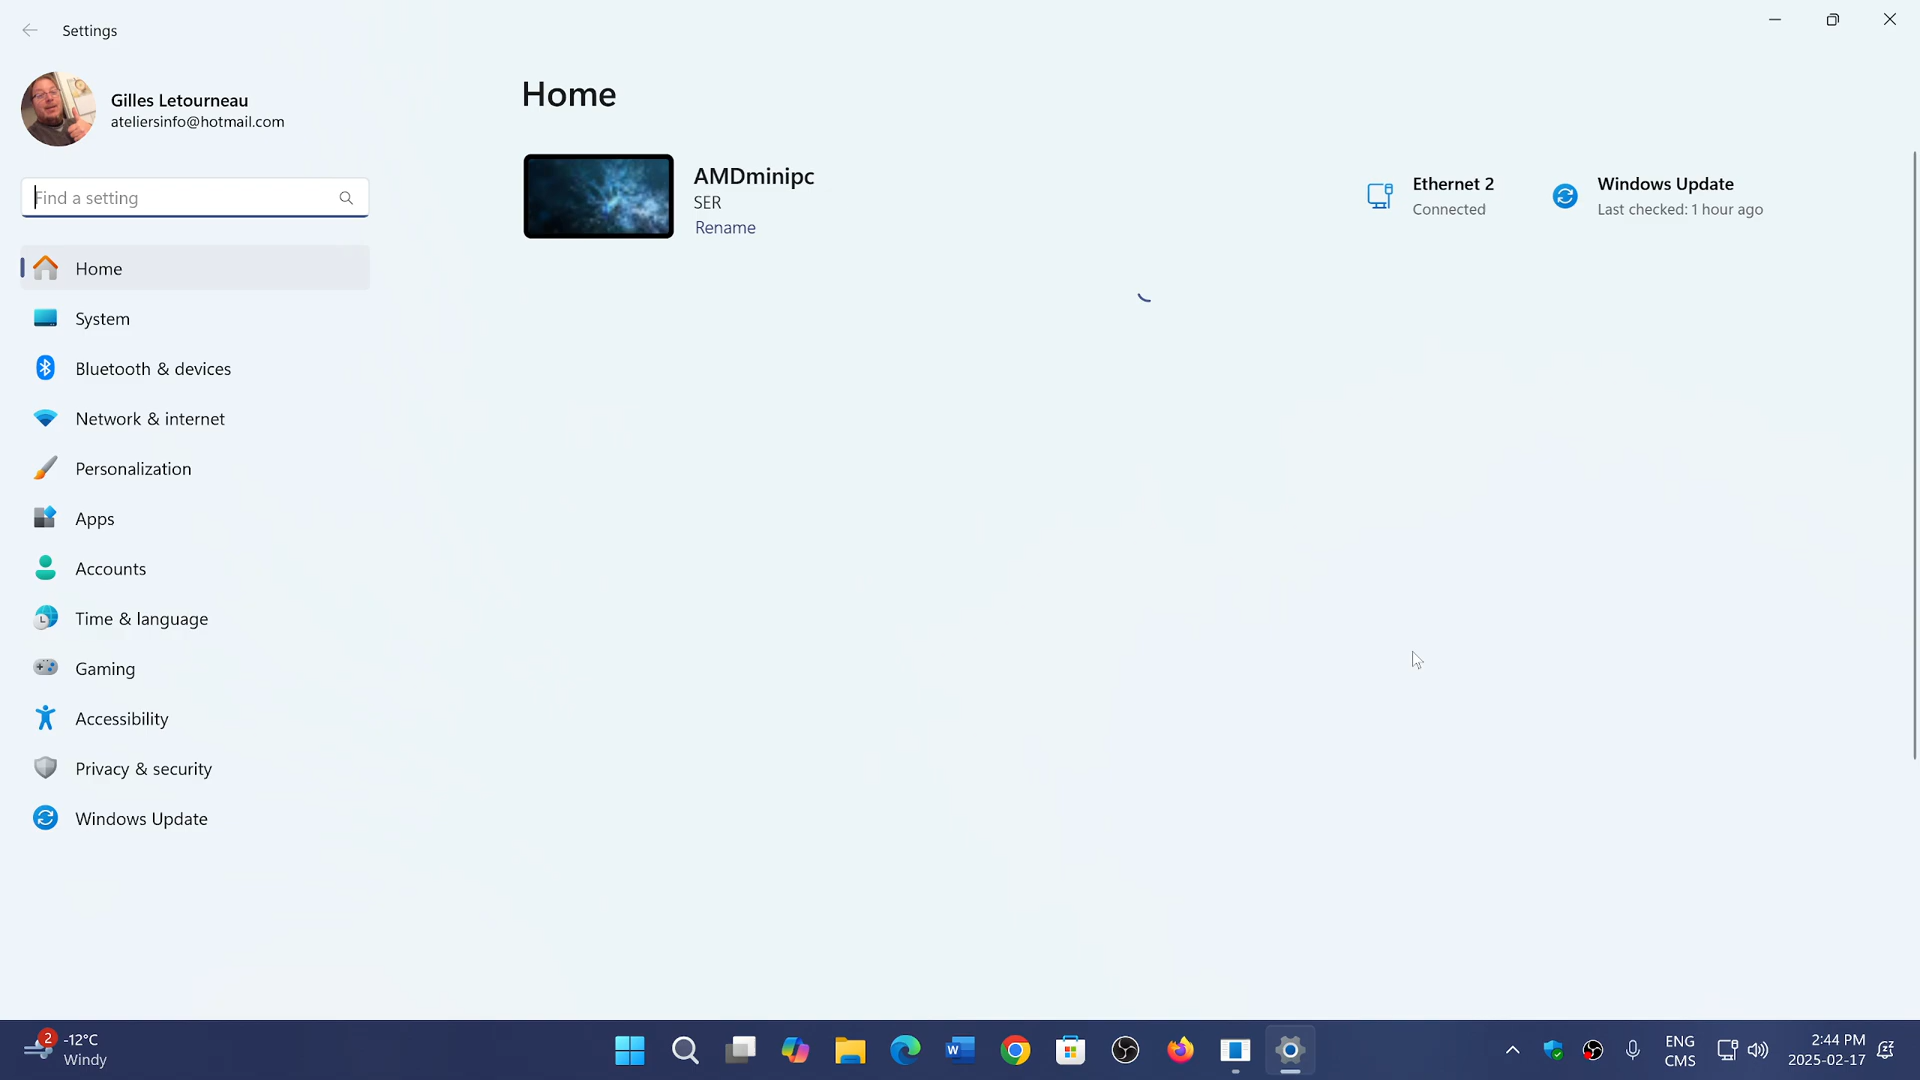 Settings
Gilles Letourneau
ateliersinfo@hotmail.com
Find a setting
Home
System
Bluetooth & devices
Network & internet
Personalization
Apps
Accounts
Time & language
Gaming
Accessibility
Privacy & security
Windows Update
Home
AMDminipc
SER
Rename
Ethernet 2
Connected
Windows Update
Last checked: 1 hour ago
2
-12°C
Windy
W
ENG
CMS
2:44 PM
2025-02-17